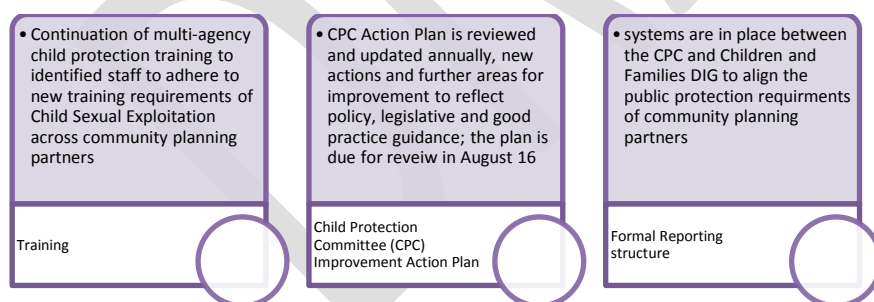 • Continuation of multi-agency
child protection training to
identified staff to adhere to
new training requirements of
Child Sexual Exploitation
across community planning
partners
Training
• CPC Action Plan is reviewed
and updated annually, new
actions and further areas for
improvement to reflect
policy, legislative and good
practice guidance; the plan is
due for reveiw in August 16
Child Protection
Committee (CPC)
Improvement Action Plan
• systems are in place between
the CPC and Children and
Families DIG to align the
public protection requirments
of community planning
partners
Formal Reporting
structure